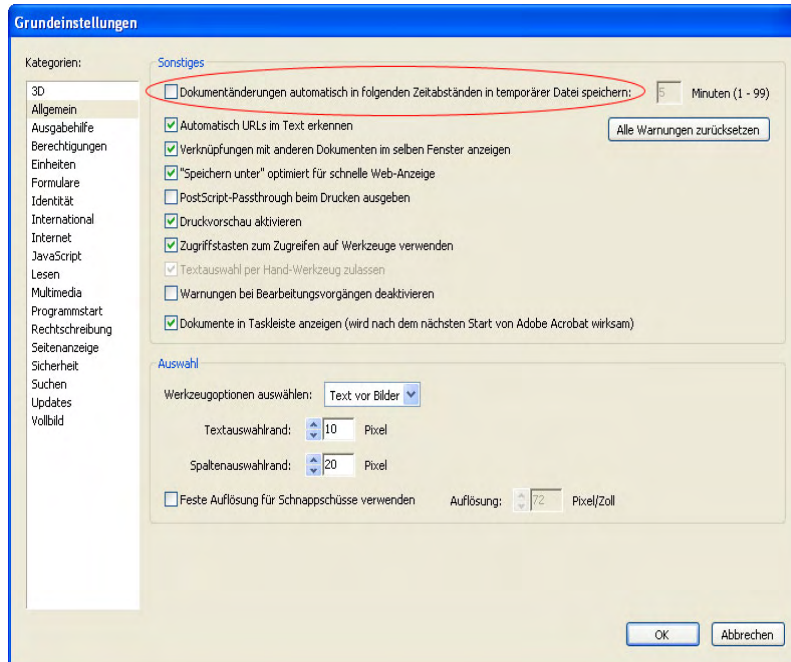 Grundeinstellungen
Kategorien:
3D
Allgemein
Ausgabehilfe
Berechtigungen
Einheiten
Formulare
Identität
International
Internet
JavaScript
Lesen
Multimedia
Programmstart
Rechtschreibung
Seitenanzeige
Sicherheit
Suchen
Updates
Vollbild
Sonstiges
Dokumentänderungen automatisch in folgenden Zeitabständen in temporärer Datei speichern: 5 Minuten (1 - 99)
Automatisch URLs im Text erkennen
Alle Warnungen zurücksetzen
Verknüpfungen mit anderen Dokumenten im selben Fenster anzeigen
"Speichern unter" optimiert für schnelle Web-Anzeige
PostScript-Passthrough beim Drucken ausgeben
Druckvorschau aktivieren
Zugriffstasten zum Zugreifen auf Werkzeuge verwenden
Textauswahl per Hand-Werkzeug zulassen
Warnungen bei Bearbeitungsvorgängen deaktivieren
Dokumente in Taskleiste anzeigen (wird nach dem nächsten Start von Adobe Acrobat wirksam)
Auswahl
Werkzeugoptionen auswählen: Text vor Bilder
Textauswahlrand: 10 Pixel
Spaltenauswahlrand: 20 Pixel
Feste Auflösung für Schnappschüsse verwenden Auflösung: 72 Pixel/Zoll
OK Abbrechen